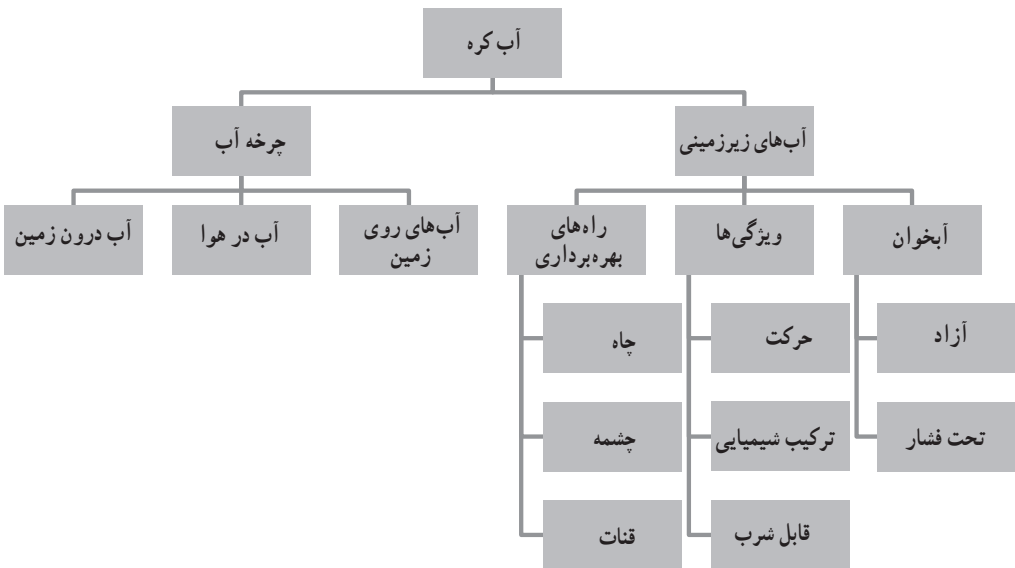 آب کره
آب‌های زیرزمینی
چرخه آب
آبخوان
ویژگی‌ها
راه‌های
بهره‌برداری
آب‌های روی
زمین
آب در هوا
آب درون زمین
آزاد
حرکت
چاه
تحت فشار
ترکیب شیمیایی
چشمه
قابل شرب
قنات